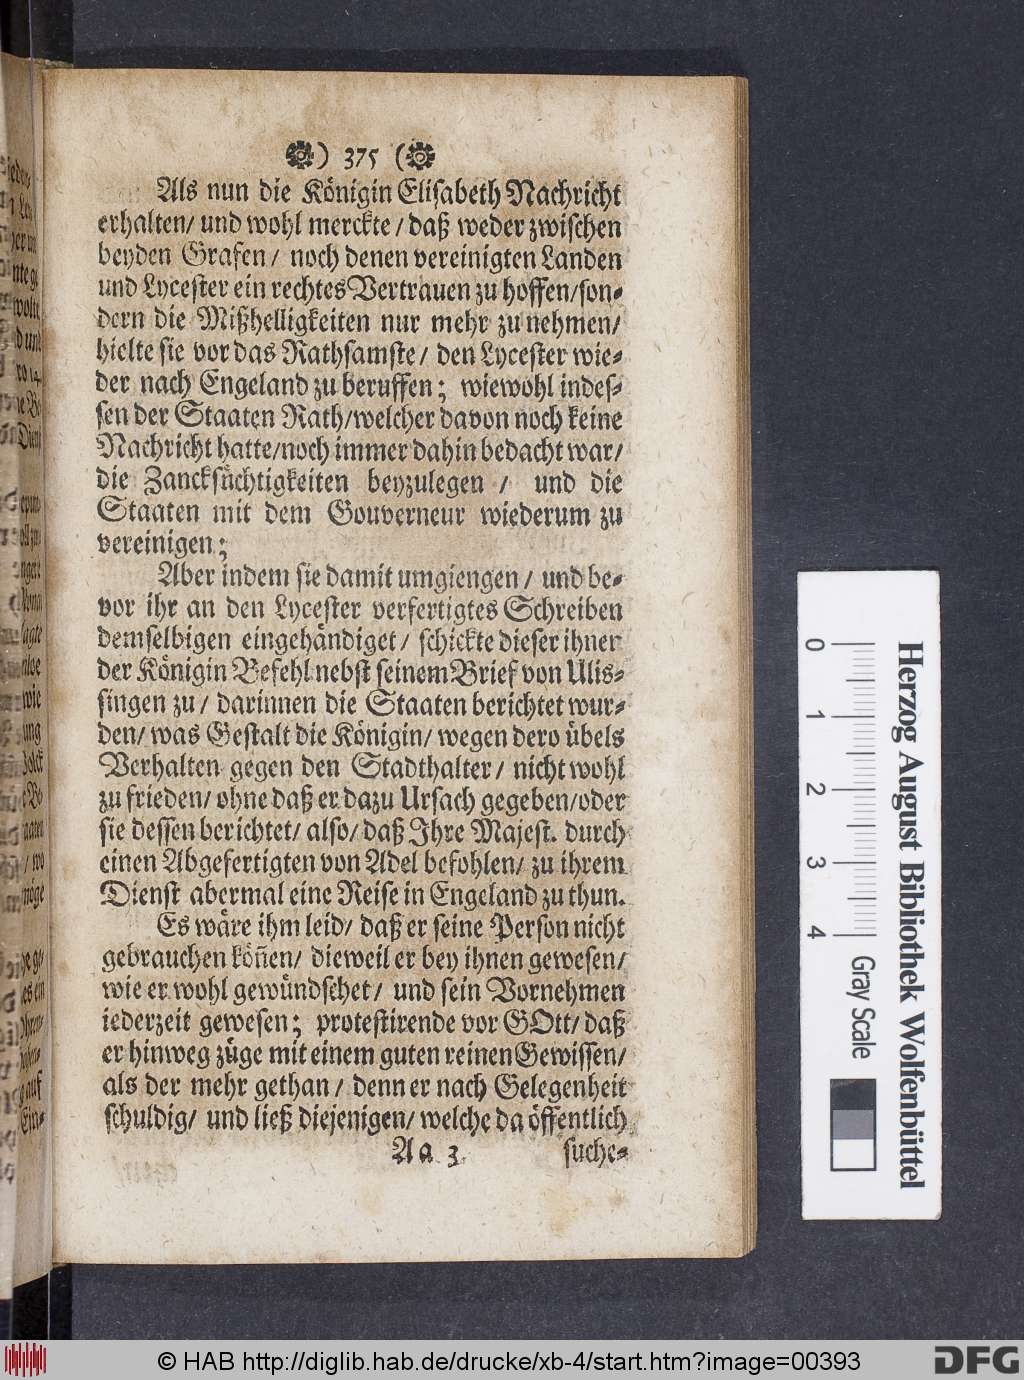 ) 375 (
Als nun die Königin Elisabeth Nachricht
erhalten/ und wohl merckte/ daß weder zwischen
beyden Grafen/ noch denen vereinigten Landen
und Lycester ein rechtes Vertrauen zu hoffen/ son-
dern die Mißhelligkeiten nur mehr zu nehmen/
hielte sie vor das Rathsamste/ den Lycester wie-
der nach Engeland zu beruffen; wiewohl indes-
sen der Staaten Rath/ welcher davon noch keine
Nachricht hatte/ noch immer dahin bedacht war/
die Zancksüchtigkeiten beyzulegen / und die
Staaten mit dem Gouverneur wiederum zu
vereinigen;
Aber indem sie damit umgiengen/ und be-
vor ihr an den Lycester verfertigtes Schreiben
demselbigen eingehändiget/ schickte dieser ihnen
der Königin Befehl nebst seinem Brief von Ulis-
singen zu/ darinnen die Staaten berichtet wur-
den/ was Gestalt die Königin/ wegen dero übels
Verhalten gegen den Stadthalter/ nicht wohl
zu frieden/ ohne daß er dazu Ursach gegeben/ oder
sie dessen berichtet/ also/ daß Ihre Majest. durch
einen Abgefertigten von Adel befohlen/ zu ihrem
Dienst abermal eine Reise in Engeland zu thun.
Es wäre ihm leid/ daß er seine Person nicht
gebrauchen köñen/ dieweil er bey ihnen gewesen/
wie er wohl gewündschet/ und sein Vornehmen
iederzeit gewesen; protestirende vor GOtt/ daß
er hinweg züge mit einem guten reinen Gewissen/
als der mehr gethan/ denn er nach Gelegenheit
schuldig/ und ließ diejenigen/ welche da öffentlich
Aa 3
suche-
Herzog August Bibliothek Wolfenbüttel
0 1 2 3 4 Gray Scale
© HAB http://diglib.hab.de/drucke/xb-4/start.htm?image=00393
DFG